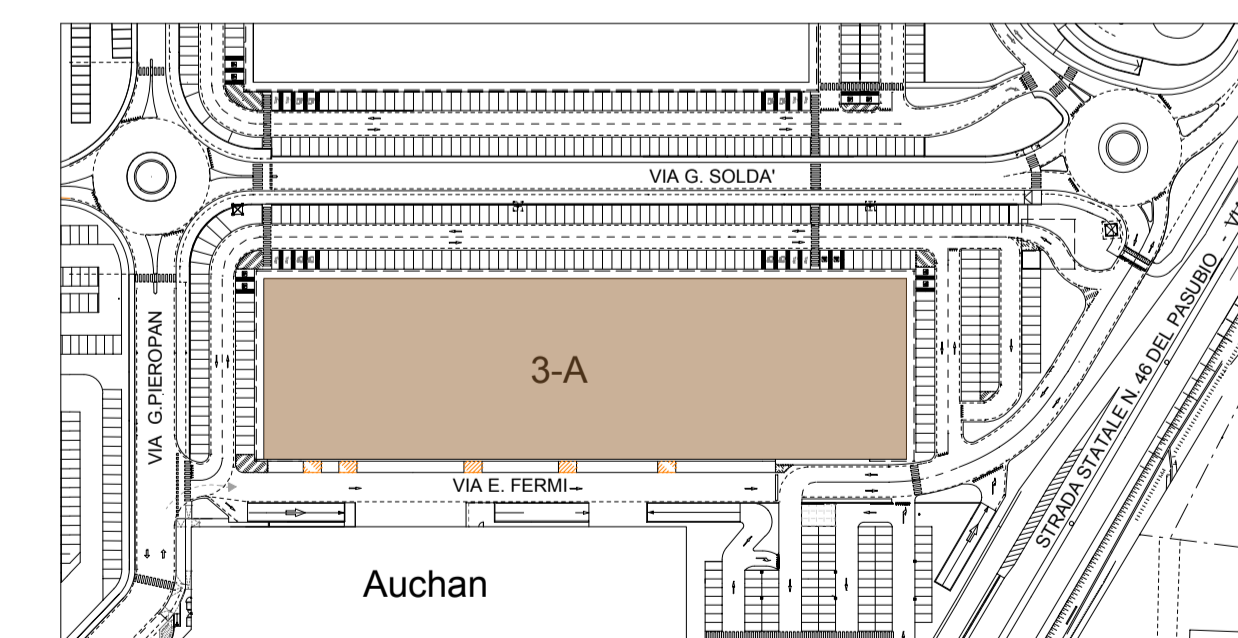 VIA G. SOLDA'
VIA G.PIEROPAN
3-A
STRADA STATALE N. 46 DEL PASUBIO - 
VIA E. FERMI
Auchan